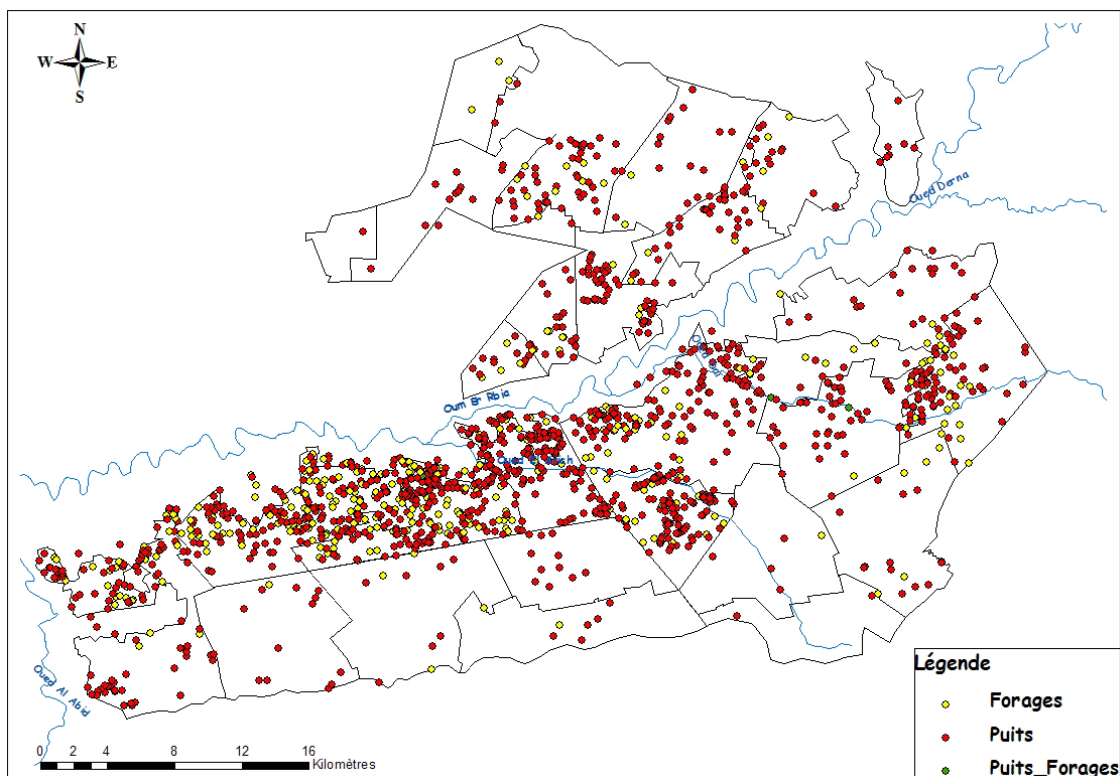 N
W E
S
Oued Derna
Oum Er Rbia
Oued
Oued Al Abid
0 2 4 8 12 16
Kilomètres
Légende
Forages
Puits
Puits_Forages